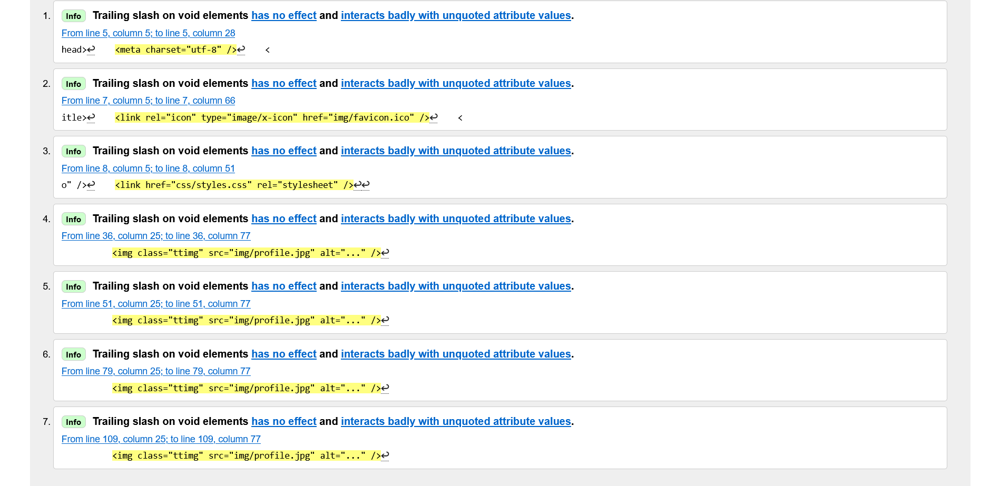 1. Info Trailing slash on void elements has no effect and interacts badly with unquoted attribute values.
From line 5, column 5; to line 5, column 28
head>↩    <meta charset="utf-8" />↩    <
2. Info Trailing slash on void elements has no effect and interacts badly with unquoted attribute values.
From line 7, column 5; to line 7, column 66
itle>↩    <link rel="icon" type="image/x-icon" href="img/favicon.ico" />↩    <
3. Info Trailing slash on void elements has no effect and interacts badly with unquoted attribute values.
From line 8, column 5; to line 8, column 51
o" />↩    <link href="css/styles.css" rel="stylesheet" />↩↩
4. Info Trailing slash on void elements has no effect and interacts badly with unquoted attribute values.
From line 36, column 25; to line 36, column 77
<img class="ttimg" src="img/profile.jpg" alt="..." />↩
5. Info Trailing slash on void elements has no effect and interacts badly with unquoted attribute values.
From line 51, column 25; to line 51, column 77
<img class="ttimg" src="img/profile.jpg" alt="..." />↩
6. Info Trailing slash on void elements has no effect and interacts badly with unquoted attribute values.
From line 79, column 25; to line 79, column 77
<img class="ttimg" src="img/profile.jpg" alt="..." />↩
7. Info Trailing slash on void elements has no effect and interacts badly with unquoted attribute values.
From line 109, column 25; to line 109, column 77
<img class="ttimg" src="img/profile.jpg" alt="..." />↩